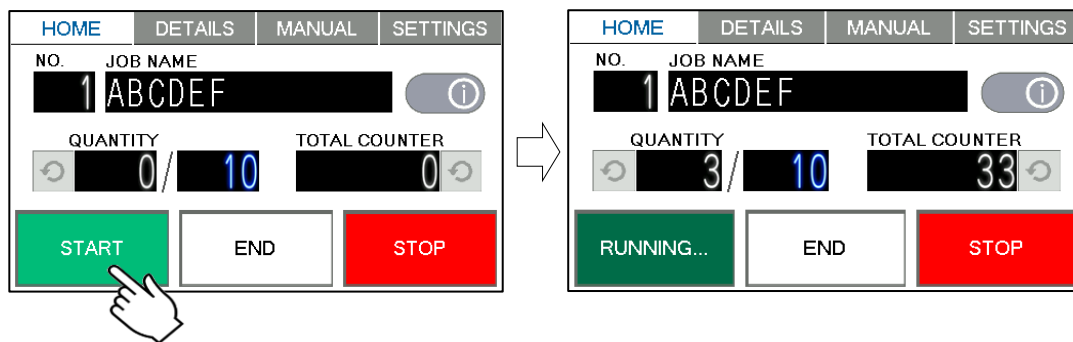 HOME DETAILS MANUAL SETTINGS
NO. JOB NAME
1 ABCDEF
QUANTITY TOTAL COUNTER
0 / 10 0
START END STOP
HOME DETAILS MANUAL SETTINGS
NO. JOB NAME
1 ABCDEF
QUANTITY TOTAL COUNTER
3 / 10 33
RUNNING... END STOP